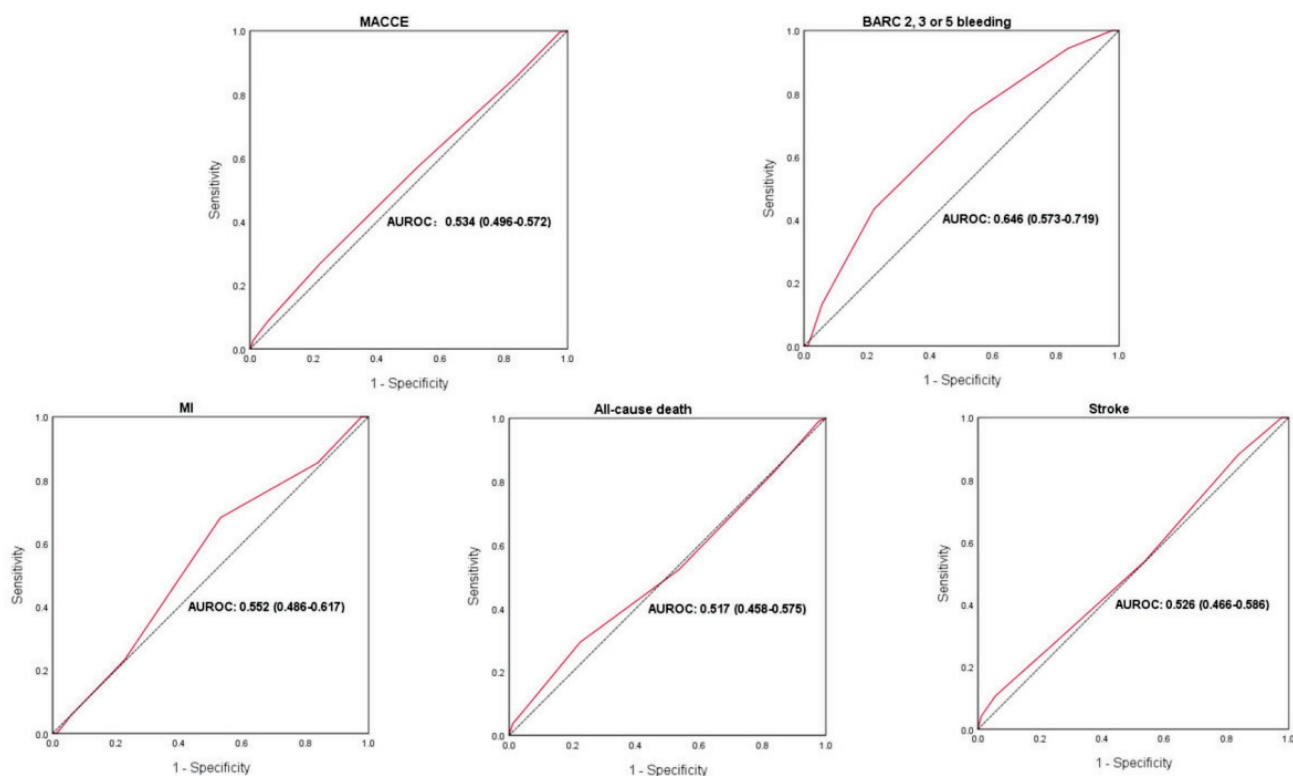 MACCE
1.0
0.8
0.6
0.4
0.2
0.0
Sensitivity
AUROC: 0.534 (0.496-0.572)
0.0 0.2 0.4 0.6 0.8 1.0
1 - Specificity
BARC 2, 3 or 5 bleeding
1.0
0.8
0.6
0.4
0.2
0.0
Sensitivity
AUROC: 0.646 (0.573-0.719)
0.0 0.2 0.4 0.6 0.8 1.0
1 - Specificity
MI
1.0
0.8
0.6
0.4
0.2
0.0
Sensitivity
AUROC: 0.552 (0.486-0.617)
0.0 0.2 0.4 0.6 0.8 1.0
1 - Specificity
All-cause death
1.0
0.8
0.6
0.4
0.2
0.0
Sensitivity
AUROC: 0.517 (0.458-0.575)
0.0 0.2 0.4 0.6 0.8 1.0
1 - Specificity
Stroke
1.0
0.8
0.6
0.4
0.2
0.0
Sensitivity
AUROC: 0.526 (0.466-0.586)
0.0 0.2 0.4 0.6 0.8 1.0
1 - Specificity